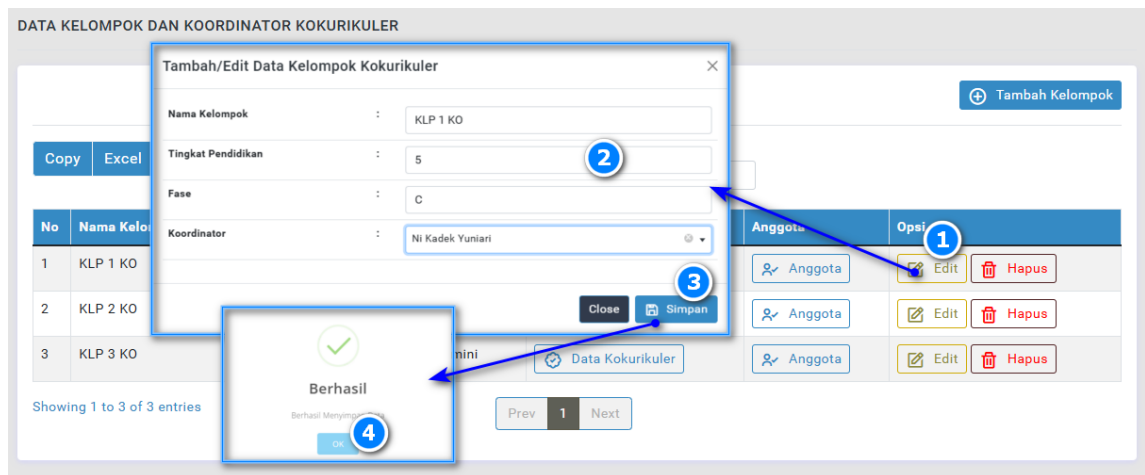 DATA KELOMPOK DAN KOORDINATOR KOKURIKULER
Tambah/Edit Data Kelompok Kokurikuler ×
Tambah Kelompok
Nama Kelompok : KLP 1 KO
Tingkat Pendidikan : 5
2
Fase : C
Koordinator : Ni Kadek Yuniari
3
Close Simpan
Copy Excel
No Nama Kelo Anggota Opsi
1
1 KLP 1 KO Anggota Edit Hapus
2 KLP 2 KO Anggota Edit Hapus
3 KLP 3 KO mini Data Kokurikuler Anggota Edit Hapus
Berhasil
Berhasil Menyimpan
OK
4
Showing 1 to 3 of 3 entries
Prev 1 Next